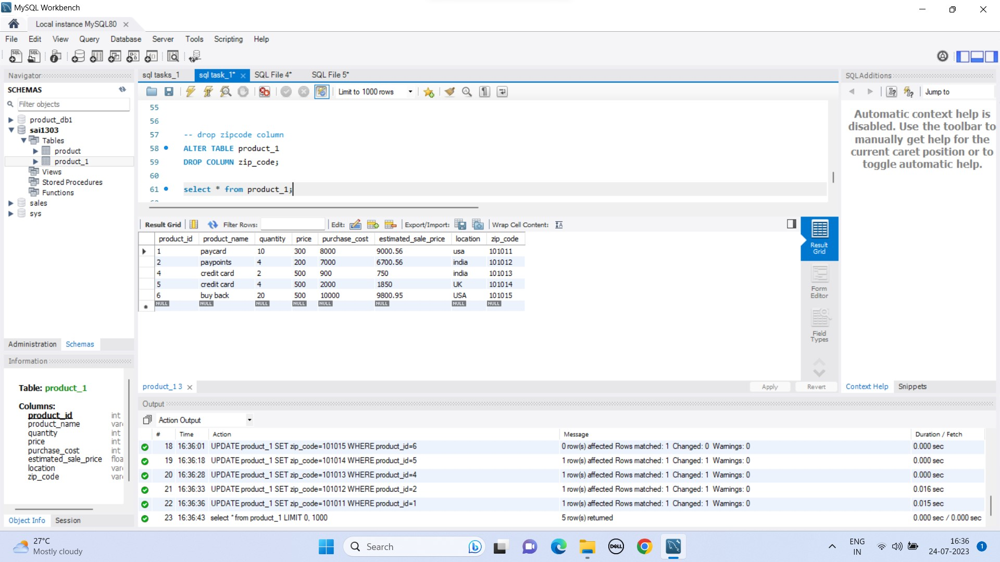 MySQL Workbench
Local instance MySQL80
File Edit View Query Database Server Tools Scripting Help
Navigator
SCHEMAS
Filter objects
product_db1
sai1303
Tables
product
product_1
Views
Stored Procedures
Functions
sales
sys
Administration Schemas
Information
Table: product_1
Columns:
product_id int
product_name varc
quantity int
price int
purchase_cost int
estimated_sale_price floa
location varc
zip_code varc
Object Info Session
sql tasks_1 sql task_1* SQL File 4* SQL File 5*
Limit to 1000 rows
55
56
57 -- drop zipcode column
58 ALTER TABLE product_1
59 DROP COLUMN zip_code;
60
61 select * from product_1;
Result Grid Filter Rows: Edit: Export/Import: Wrap Cell Content:
product_id product_name quantity price purchase_cost estimated_sale_price location zip_code
1 paycard 10 300 8000 9000.56 usa 101011
2 paypoints 4 200 7000 6700.56 india 101012
4 credit card 2 500 900 750 india 101013
5 credit card 4 500 2000 1850 UK 101014
6 buy back 20 500 10000 9800.95 USA 101015
NULL NULL NULL NULL NULL NULL NULL NULL
Result Grid
Form Editor
Field Types
product_1 3
Apply Revert
SQLAdditions
Jump to
Automatic context help is
disabled. Use the toolbar to
manually get help for the
current caret position or to
toggle automatic help.
Context Help Snippets
Output
Action Output
# Time Action Message Duration / Fetch
18 16:36:01 UPDATE product_1 SET zip_code=101015 WHERE product_id=6 0 row(s) affected Rows matched: 1 Changed: 0 Warnings: 0 0.000 sec
19 16:36:18 UPDATE product_1 SET zip_code=101014 WHERE product_id=5 1 row(s) affected Rows matched: 1 Changed: 1 Warnings: 0 0.000 sec
20 16:36:28 UPDATE product_1 SET zip_code=101013 WHERE product_id=4 1 row(s) affected Rows matched: 1 Changed: 1 Warnings: 0 0.000 sec
21 16:36:33 UPDATE product_1 SET zip_code=101012 WHERE product_id=2 1 row(s) affected Rows matched: 1 Changed: 1 Warnings: 0 0.016 sec
22 16:36:36 UPDATE product_1 SET zip_code=101011 WHERE product_id=1 1 row(s) affected Rows matched: 1 Changed: 1 Warnings: 0 0.015 sec
23 16:36:43 select * from product_1 LIMIT 0, 1000 5 row(s) returned 0.000 sec / 0.000 sec
27°C
Mostly cloudy
Search
DELL
ENG
IN
16:36
24-07-2023
1